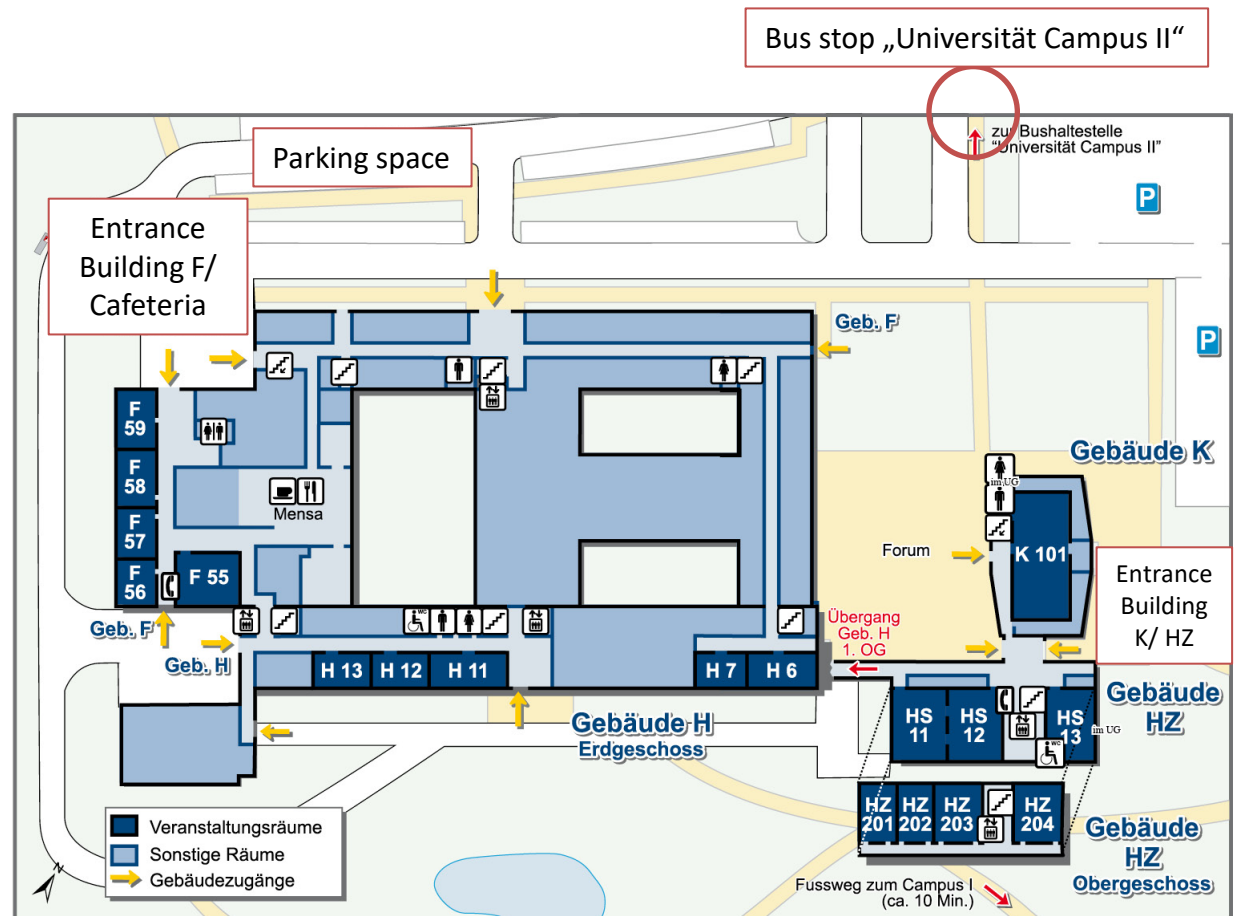 Bus stop „Universität Campus II“
zur Bushaltestelle
"Universität Campus II"
Parking space
P
Entrance
Building F/
Cafeteria
Geb. F
P
F
59
F
58
F
57
F
56
F 55
Mensa
Gebäude K
im UG
K 101
Forum
Entrance
Building
K/ HZ
Geb. F
Geb. H
Übergang
Geb. H
1. OG
H 13
H 12
H 11
H 7
H 6
WC
Gebäude H
Erdgeschoss
HS
11
HS
12
HS
13
im UG
WC
Gebäude
HZ
HZ
201
HZ
202
HZ
203
HZ
204
Gebäude
HZ
Obergeschoss
Veranstaltungsräume
Sonstige Räume
Gebäudezugänge
N
Fussweg zum Campus I
(ca. 10 Min.)